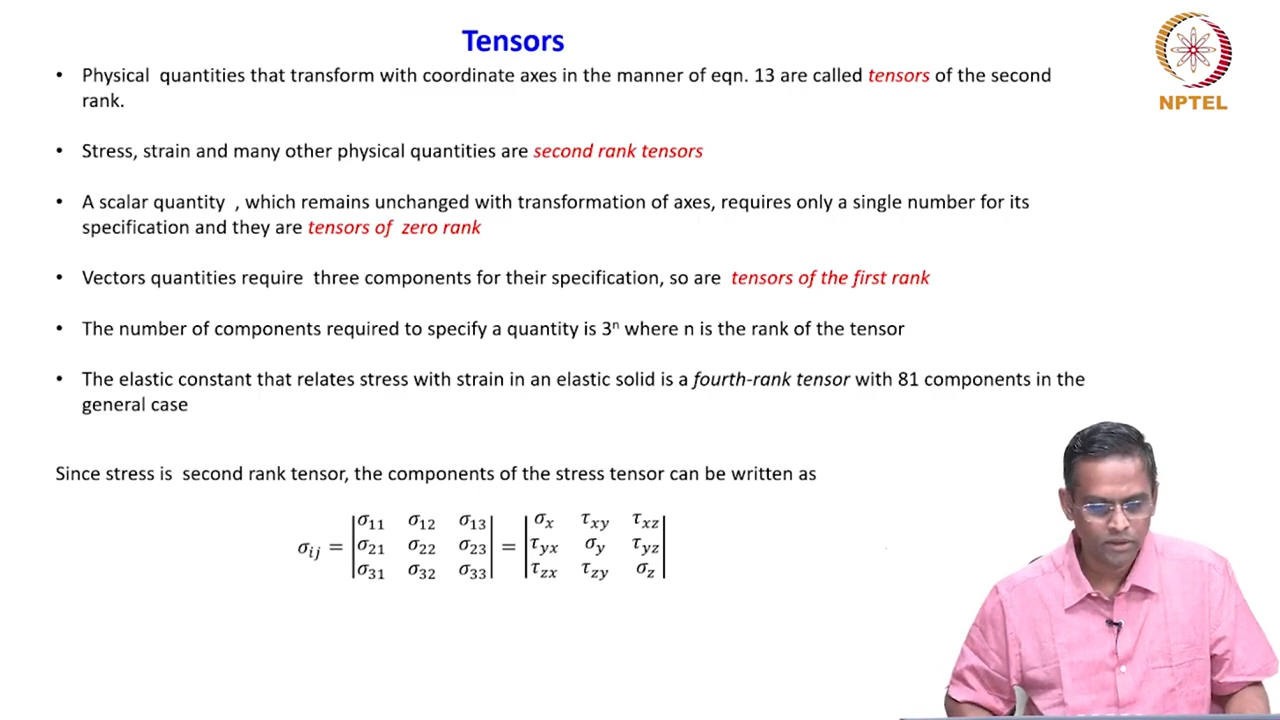 Tensors
NPTEL
• Physical quantities that transform with coordinate axes in the manner of eqn. 13 are called tensors of the second
rank.
• Stress, strain and many other physical quantities are second rank tensors
• A scalar quantity , which remains unchanged with transformation of axes, requires only a single number for its
specification and they are tensors of zero rank
• Vectors quantities require three components for their specification, so are tensors of the first rank
• The number of components required to specify a quantity is 3ⁿ where n is the rank of the tensor
• The elastic constant that relates stress with strain in an elastic solid is a fourth-rank tensor with 81 components in the
general case
Since stress is second rank tensor, the components of the stress tensor can be written as
|σ11 σ12 σ13| |σx τxy τxz|
σij = |σ21 σ22 σ23| = |τyx σy τyz|
|σ31 σ32 σ33| |τzx τzy σz|